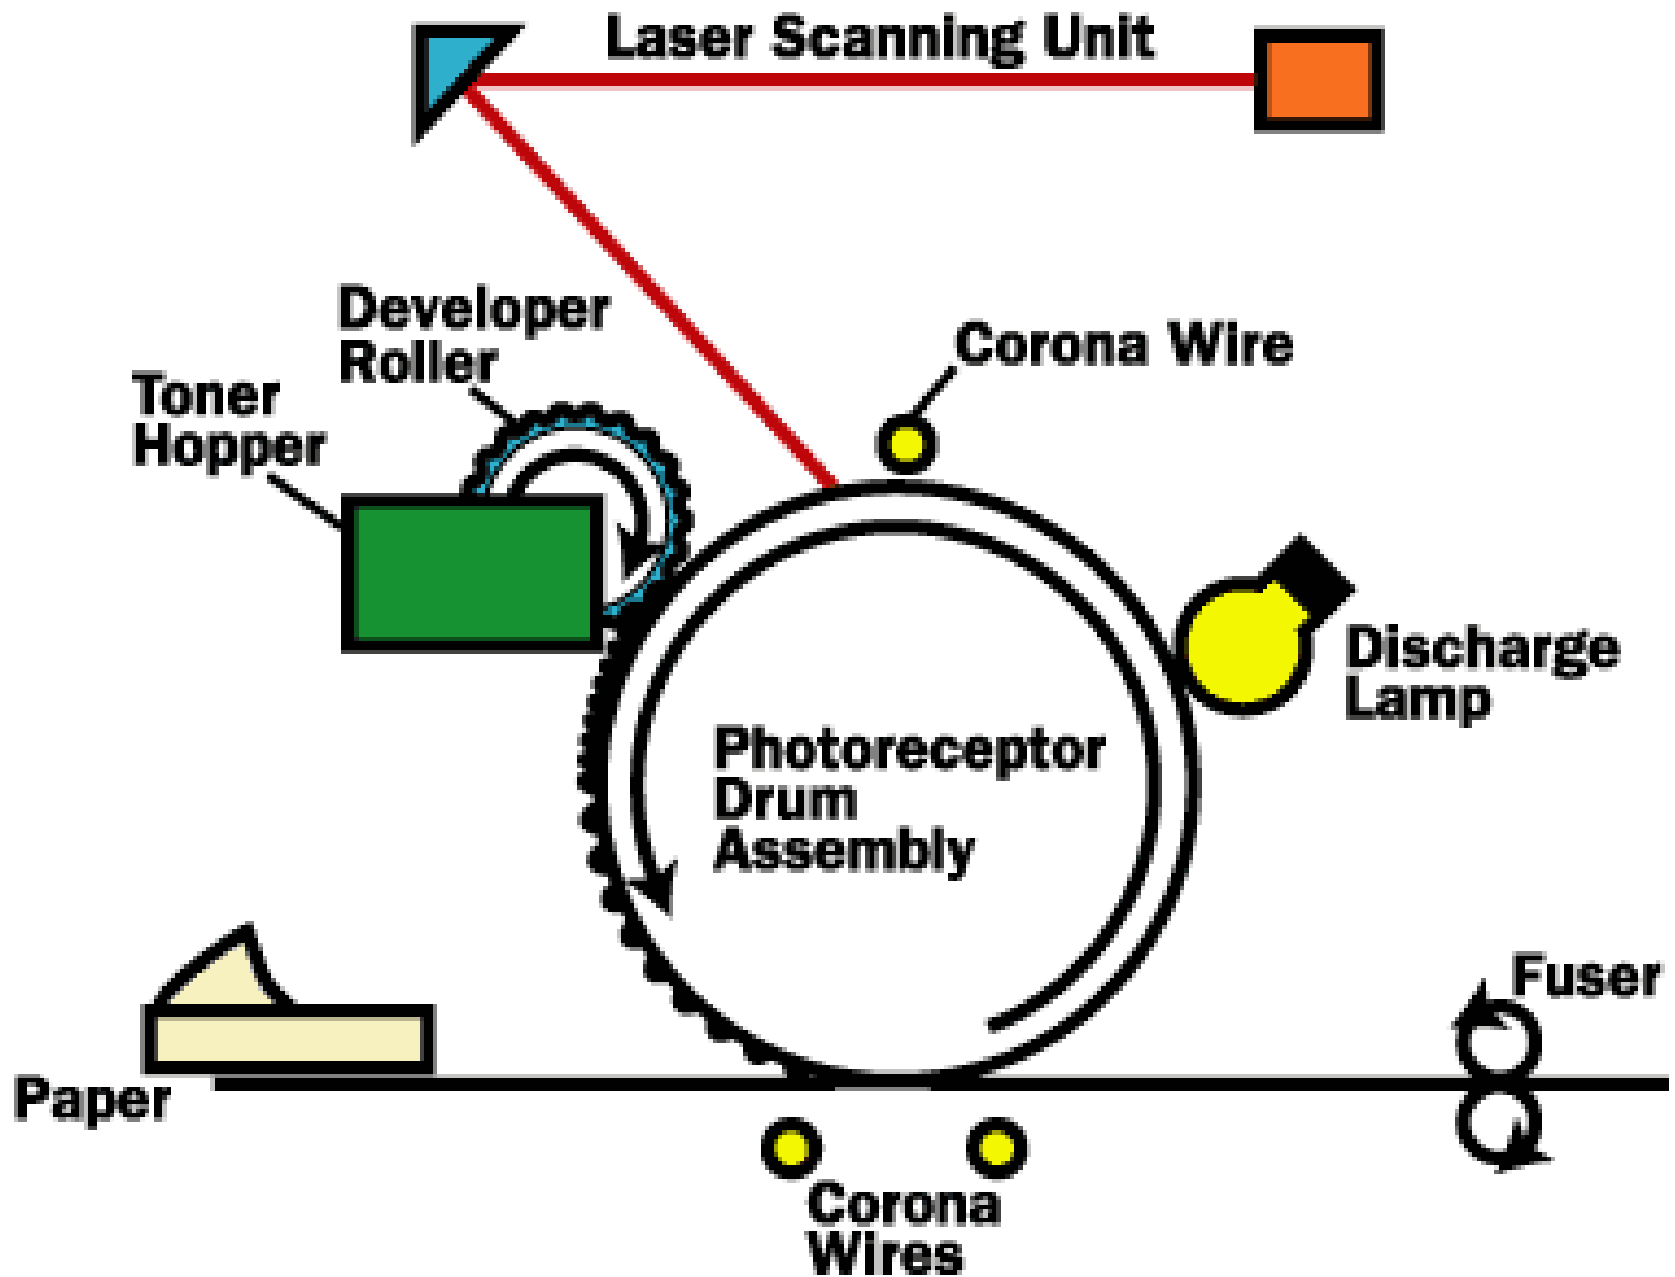 Laser Scanning Unit
Developer
Roller
Corona Wire
Toner
Hopper
Discharge
Lamp
Photoreceptor
Drum
Assembly
Fuser
Paper
Corona
Wires